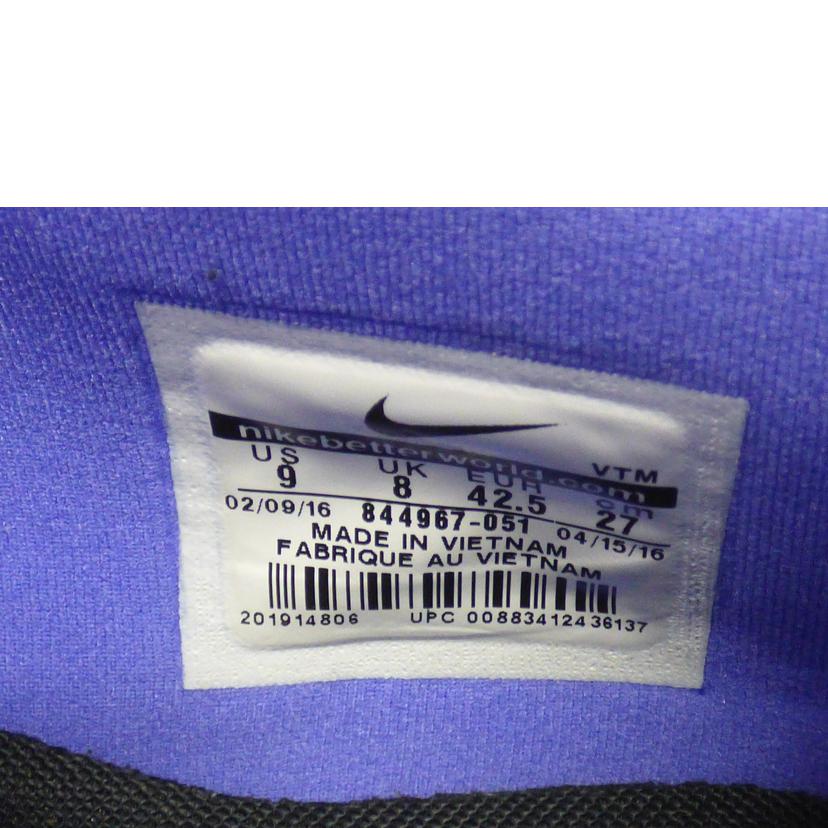 nikebetterworld.com
US UK EUR cm VTM
9 8 42.5 27
02/09/16 844967-051 04/15/16
MADE IN VIETNAM
FABRIQUE AU VIETNAM
201914806 UPC 00883412436137